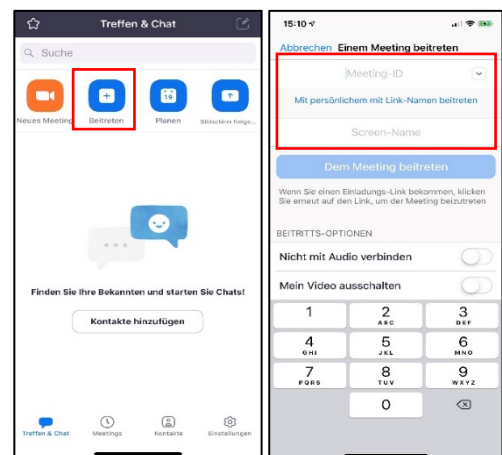 Treffen & Chat
Suche
Neues Meeting
Beitreten
19
Planen
Bildschirm freige...
Finden Sie Ihre Bekannten und starten Sie Chats!
Kontakte hinzufügen
Treffen & Chat
Meetings
Kontakte
Einstellungen
15:10
Abbrechen Einem Meeting beitreten
Meeting-ID
Mit persönlichem mit Link-Namen beitreten
Screen-Name
Dem Meeting beitreten
Wenn Sie einen Einladungs-Link bekommen, klicken
Sie erneut auf den Link, um der Meeting beizutreten
BEITRITTS-OPTIONEN
Nicht mit Audio verbinden
Mein Video ausschalten
1 2 3
ABC DEF
4 5 6
GHI JKL MNO
7 8 9
PQRS TUV WXYZ
0